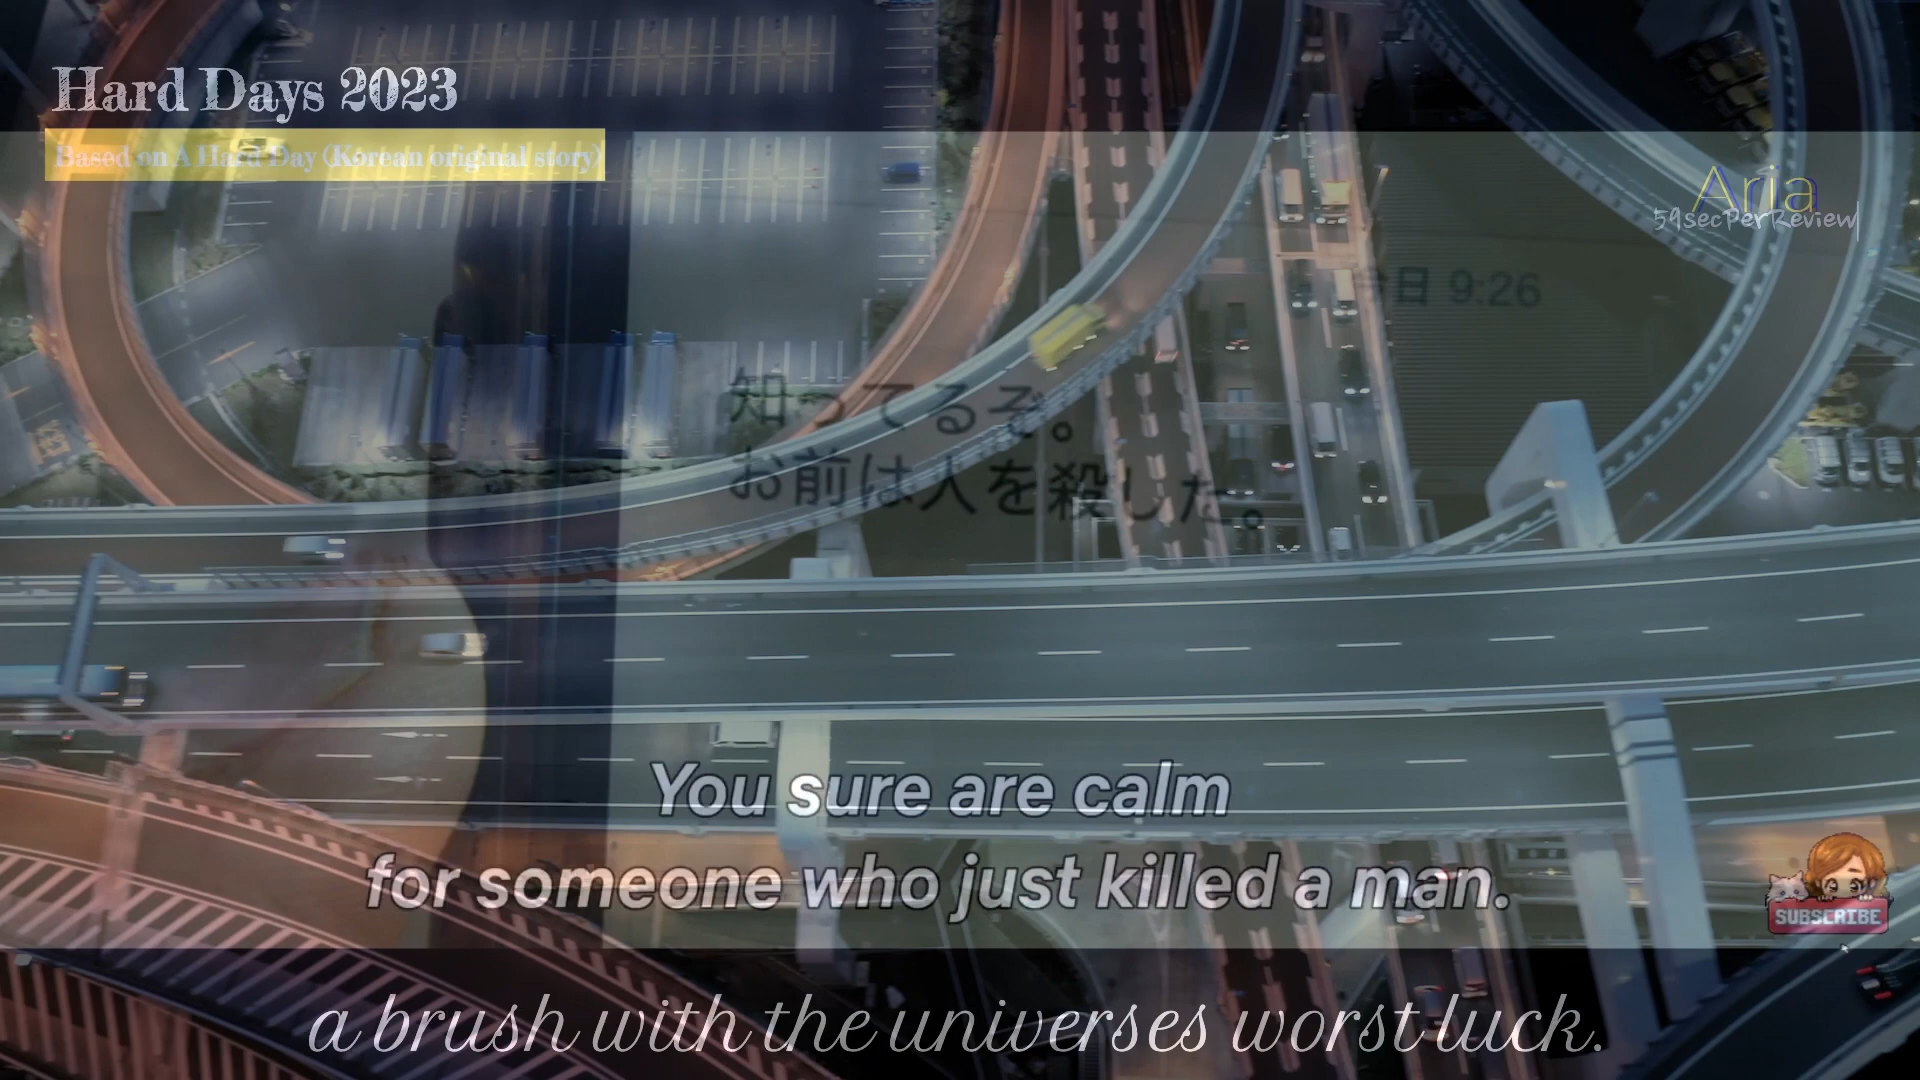 Hard Days 2023
Based on A Hard Day (Korean original story)
Aria
59secPerReview
今日 9:26
知ってるぞ。
お前は人を殺した。
You sure are calm
for someone who just killed a man.
SUBSCRIBE
a brush with the universes worst luck.